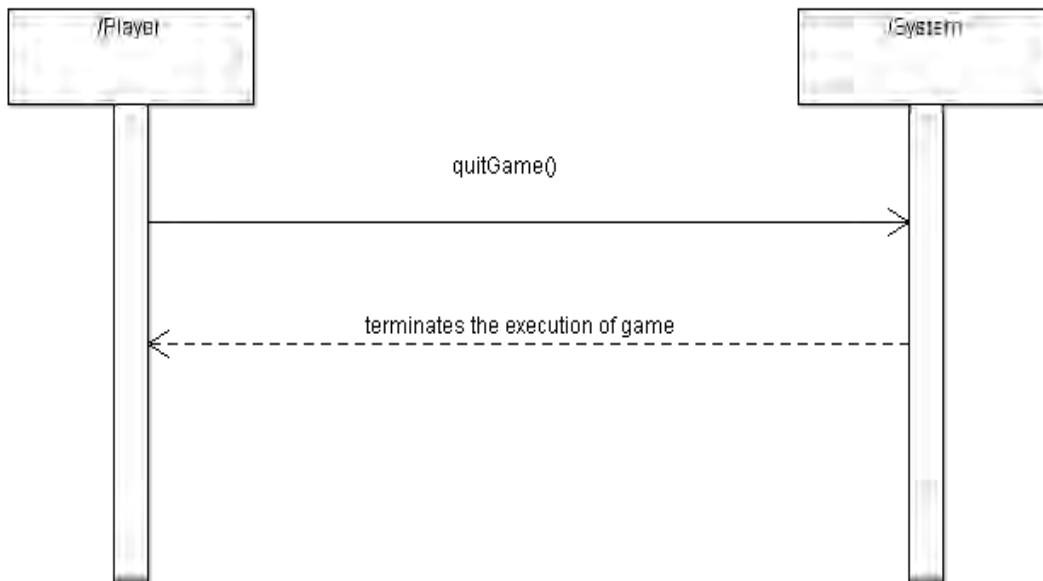 /Player
/System
quitGame()
terminates the execution of game